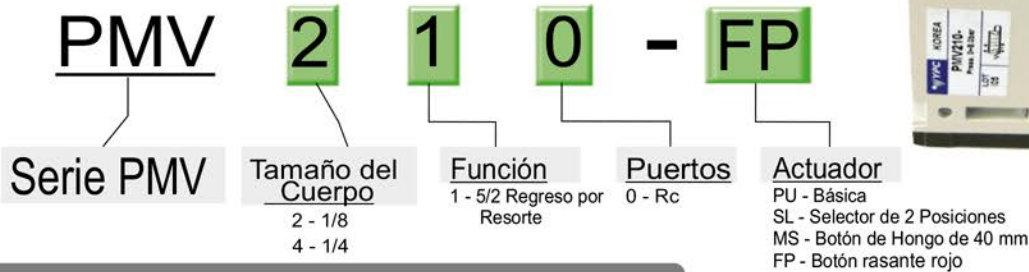 PMV 2 1 0 - FP
Serie PMV
Tamaño del
Cuerpo
2 - 1/8
4 - 1/4
Función
1 - 5/2 Regreso por
Resorte
Puertos
0 - Rc
Actuador
PU - Básica
SL - Selector de 2 Posiciones
MS - Botón de Hongo de 40 mm
FP - Botón rasante rojo
YPC KOREA
PMV210-
LOT